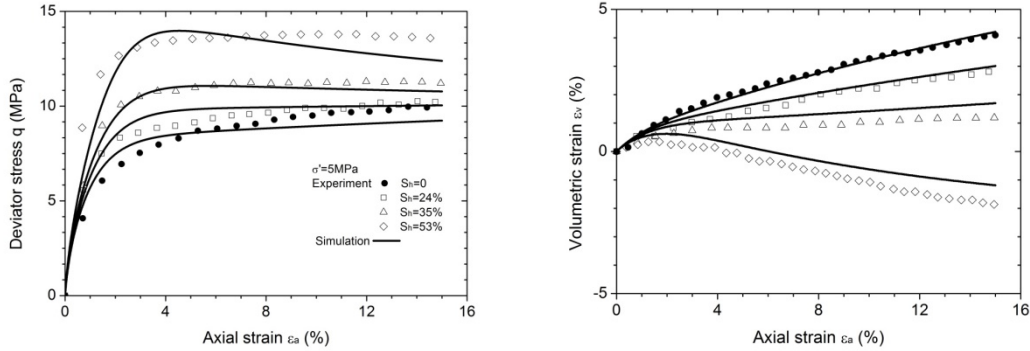 15
10
5
0
0
4
8
12
16
Deviator stress q (MPa)
Axial strain εa (%)
σ'=5MPa
Experiment
Sh=0
Sh=24%
Sh=35%
Sh=53%
Simulation
5
0
-5
0
4
8
12
16
Volumetric strain εv (%)
Axial strain εa (%)